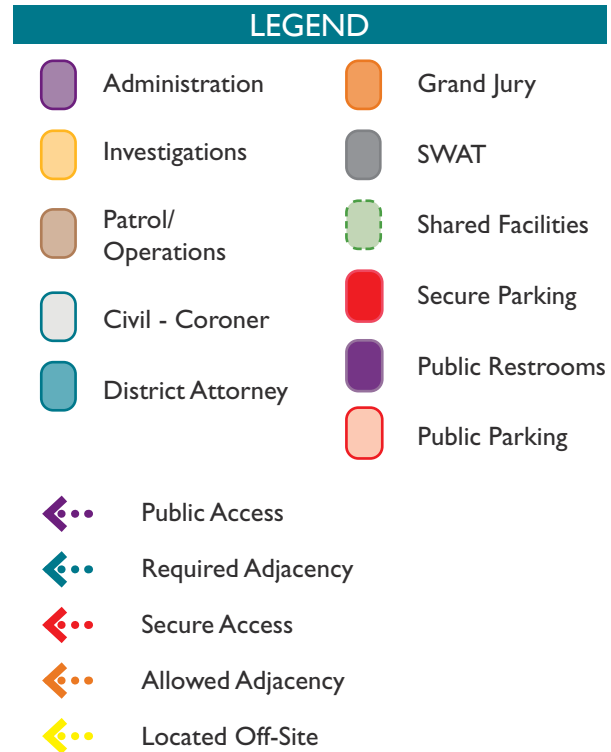 LEGEND
Administration
Investigations
Patrol/
Operations
Civil - Coroner
District Attorney
Grand Jury
SWAT
Shared Facilities
Secure Parking
Public Restrooms
Public Parking
Public Access
Required Adjacency
Secure Access
Allowed Adjacency
Located Off-Site